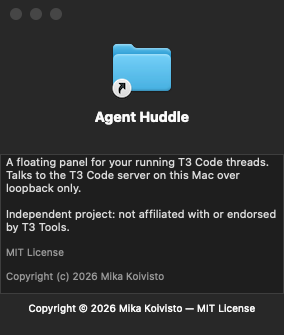 Agent Huddle
A floating panel for your running T3 Code threads.
Talks to the T3 Code server on this Mac over
loopback only.
Independent project: not affiliated with or endorsed
by T3 Tools.
MIT License
Copyright (c) 2026 Mika Koivisto
Copyright © 2026 Mika Koivisto — MIT License